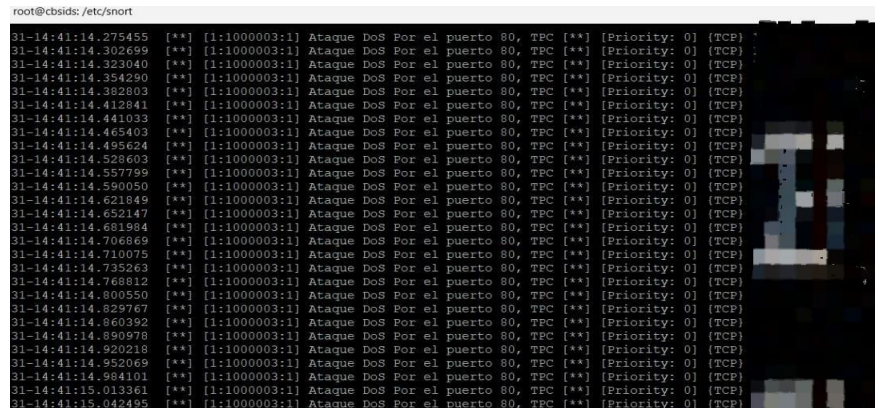 root@cbsids: /etc/snort
31-14:41:14.275455 [**] [1:1000003:1] Ataque DoS Por el puerto 80, TPC [**] [Priority: 0] {TCP}
31-14:41:14.302699 [**] [1:1000003:1] Ataque DoS Por el puerto 80, TPC [**] [Priority: 0] {TCP}
31-14:41:14.323040 [**] [1:1000003:1] Ataque DoS Por el puerto 80, TPC [**] [Priority: 0] {TCP}
31-14:41:14.354290 [**] [1:1000003:1] Ataque DoS Por el puerto 80, TPC [**] [Priority: 0] {TCP}
31-14:41:14.382803 [**] [1:1000003:1] Ataque DoS Por el puerto 80, TPC [**] [Priority: 0] {TCP}
31-14:41:14.412841 [**] [1:1000003:1] Ataque DoS Por el puerto 80, TPC [**] [Priority: 0] {TCP}
31-14:41:14.441033 [**] [1:1000003:1] Ataque DoS Por el puerto 80, TPC [**] [Priority: 0] {TCP}
31-14:41:14.465403 [**] [1:1000003:1] Ataque DoS Por el puerto 80, TPC [**] [Priority: 0] {TCP}
31-14:41:14.495624 [**] [1:1000003:1] Ataque DoS Por el puerto 80, TPC [**] [Priority: 0] {TCP}
31-14:41:14.528603 [**] [1:1000003:1] Ataque DoS Por el puerto 80, TPC [**] [Priority: 0] {TCP}
31-14:41:14.557799 [**] [1:1000003:1] Ataque DoS Por el puerto 80, TPC [**] [Priority: 0] {TCP}
31-14:41:14.590050 [**] [1:1000003:1] Ataque DoS Por el puerto 80, TPC [**] [Priority: 0] {TCP}
31-14:41:14.621849 [**] [1:1000003:1] Ataque DoS Por el puerto 80, TPC [**] [Priority: 0] {TCP}
31-14:41:14.652147 [**] [1:1000003:1] Ataque DoS Por el puerto 80, TPC [**] [Priority: 0] {TCP}
31-14:41:14.681984 [**] [1:1000003:1] Ataque DoS Por el puerto 80, TPC [**] [Priority: 0] {TCP}
31-14:41:14.706869 [**] [1:1000003:1] Ataque DoS Por el puerto 80, TPC [**] [Priority: 0] {TCP}
31-14:41:14.710075 [**] [1:1000003:1] Ataque DoS Por el puerto 80, TPC [**] [Priority: 0] {TCP}
31-14:41:14.735263 [**] [1:1000003:1] Ataque DoS Por el puerto 80, TPC [**] [Priority: 0] {TCP}
31-14:41:14.768812 [**] [1:1000003:1] Ataque DoS Por el puerto 80, TPC [**] [Priority: 0] {TCP}
31-14:41:14.800550 [**] [1:1000003:1] Ataque DoS Por el puerto 80, TPC [**] [Priority: 0] {TCP}
31-14:41:14.829767 [**] [1:1000003:1] Ataque DoS Por el puerto 80, TPC [**] [Priority: 0] {TCP}
31-14:41:14.860392 [**] [1:1000003:1] Ataque DoS Por el puerto 80, TPC [**] [Priority: 0] {TCP}
31-14:41:14.890978 [**] [1:1000003:1] Ataque DoS Por el puerto 80, TPC [**] [Priority: 0] {TCP}
31-14:41:14.920218 [**] [1:1000003:1] Ataque DoS Por el puerto 80, TPC [**] [Priority: 0] {TCP}
31-14:41:14.952069 [**] [1:1000003:1] Ataque DoS Por el puerto 80, TPC [**] [Priority: 0] {TCP}
31-14:41:14.984101 [**] [1:1000003:1] Ataque DoS Por el puerto 80, TPC [**] [Priority: 0] {TCP}
31-14:41:15.013361 [**] [1:1000003:1] Ataque DoS Por el puerto 80, TPC [**] [Priority: 0] {TCP}
31-14:41:15.042495 [**] [1:1000003:1] Ataque DoS Por el puerto 80, TPC [**] [Priority: 0] {TCP}